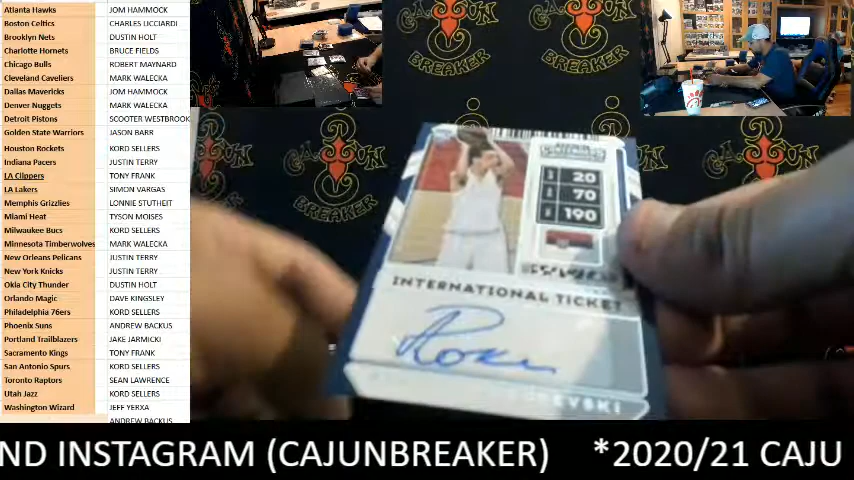 Atlanta Hawks JOM HAMMOCK
Boston Celtics CHARLES LICCIARDI
Brooklyn Nets DUSTIN HOLT
Charlotte Hornets BRUCE FIELDS
Chicago Bulls ROBERT MAYNARD
Cleveland Cavaliers MARK WALECKA
Dallas Mavericks JOM HAMMOCK
Denver Nuggets MARK WALECKA
Detroit Pistons SCOOTER WESTBROOK
Golden State Warriors JASON BARR
Houston Rockets KORD SELLERS
Indiana Pacers JUSTIN TERRY
LA Clippers TONY FRANK
LA Lakers SIMON VARGAS
Memphis Grizzlies LONNIE STUTHEIT
Miami Heat TYSON MOISES
Milwaukee Bucs KORD SELLERS
Minnesota Timberwolves MARK WALECKA
New Orleans Pelicans JUSTIN TERRY
New York Knicks JUSTIN TERRY
Okla City Thunder DUSTIN HOLT
Orlando Magic DAVE KINGSLEY
Philadelphia 76ers KORD SELLERS
Phoenix Suns ANDREW BACKUS
Portland Trailblazers JAKE JARMICKI
Sacramento Kings TONY FRANK
San Antonio Spurs KORD SELLERS
Toronto Raptors SEAN LAWRENCE
Utah Jazz KORD SELLERS
Washington Wizard JEFF YERXA
ANDREW BACKUS
CAJUN
BREAKER
BREAKER
20
70
190
INTERNATIONAL TICKET
ND INSTAGRAM (CAJUNBREAKER) *2020/21 CAJU